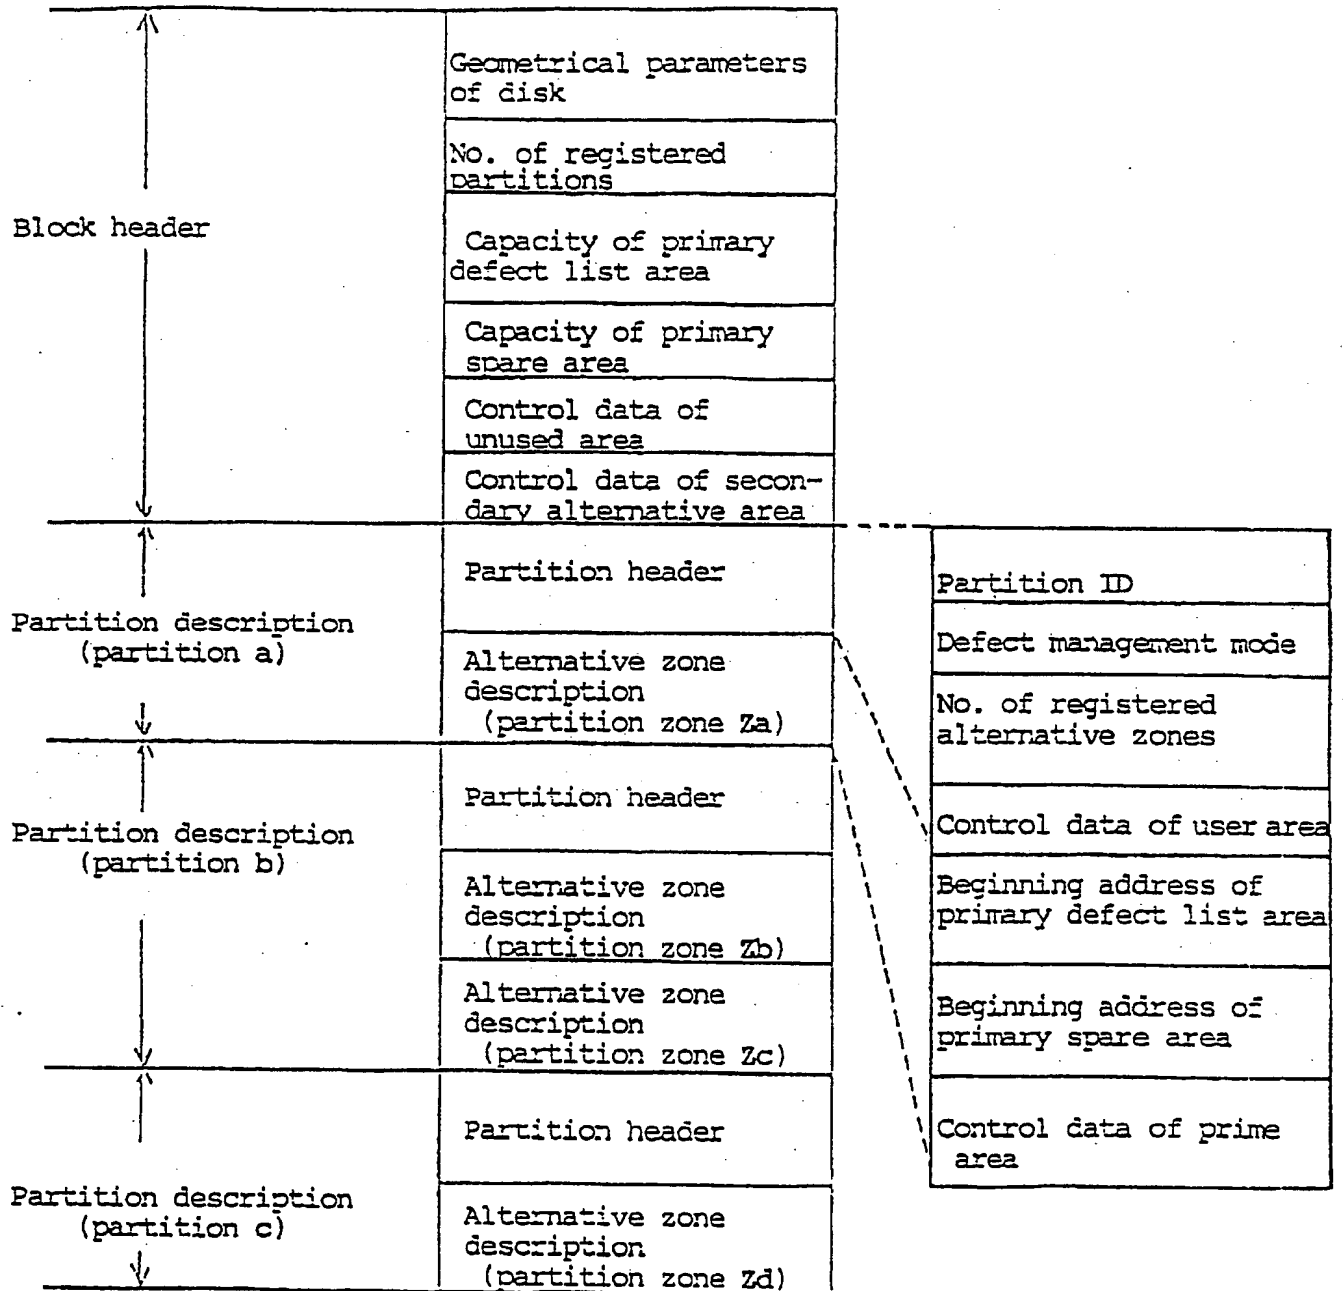 Geometrical parameters
of disk
No. of registered
partitions
Block header
Capacity of primary
defect list area
Capacity of primary
spare area
Control data of
unused area
Control data of secon-
dary alternative area
Partition description
(partition a)
Partition header
Alternative zone
description
(partition zone Za)
Partition description
(partition b)
Partition header
Alternative zone
description
(partition zone Zb)
Alternative zone
description
(partition zone Zc)
Partition description
(partition c)
Partition header
Alternative zone
description
(partition zone Zd)
Partition ID
Defect management mode
No. of registered
alternative zones
Control data of user area
Beginning address of
primary defect list area
Beginning address of
primary spare area
Control data of prime
area